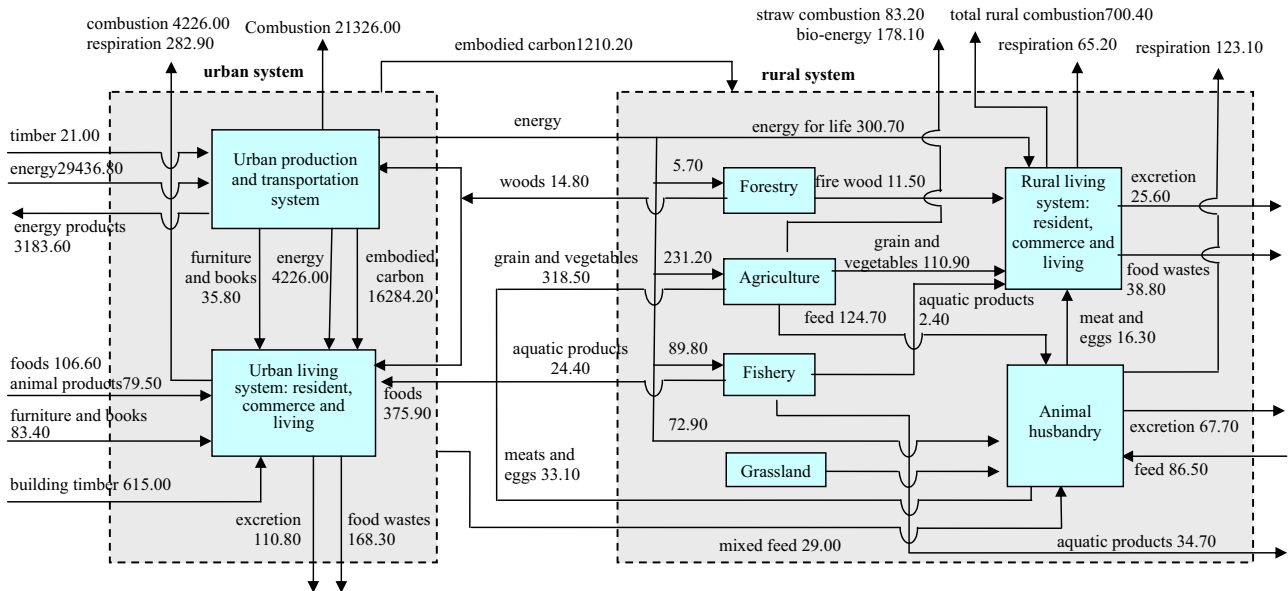 combustion 4226.00
respiration 282.90
Combustion 21326.00
embodied carbon1210.20
straw combustion 83.20
bio-energy 178.10
total rural combustion700.40
respiration 65.20
respiration 123.10
urban system
rural system
timber 21.00
energy29436.80
energy products
3183.60
Urban production
and transportation
system
energy
energy for life 300.70
woods 14.80
5.70
Forestry
fire wood 11.50
Rural living
system:
resident,
commerce and
living
excretion
25.60
furniture
and books
35.80
energy
4226.00
embodied
carbon
16284.20
grain and vegetables
318.50
231.20
Agriculture
grain and
vegetables 110.90
food wastes
38.80
feed 124.70
aquatic products
2.40
meat and
eggs 16.30
foods 106.60
animal products79.50
furniture and books
83.40
Urban living
system: resident,
commerce and
living
aquatic products
24.40
foods
375.90
89.80
Fishery
72.90
Animal
husbandry
excretion 67.70
feed 86.50
meats and
eggs 33.10
Grassland
building timber 615.00
excretion
110.80
food wastes
168.30
mixed feed 29.00
aquatic products 34.70